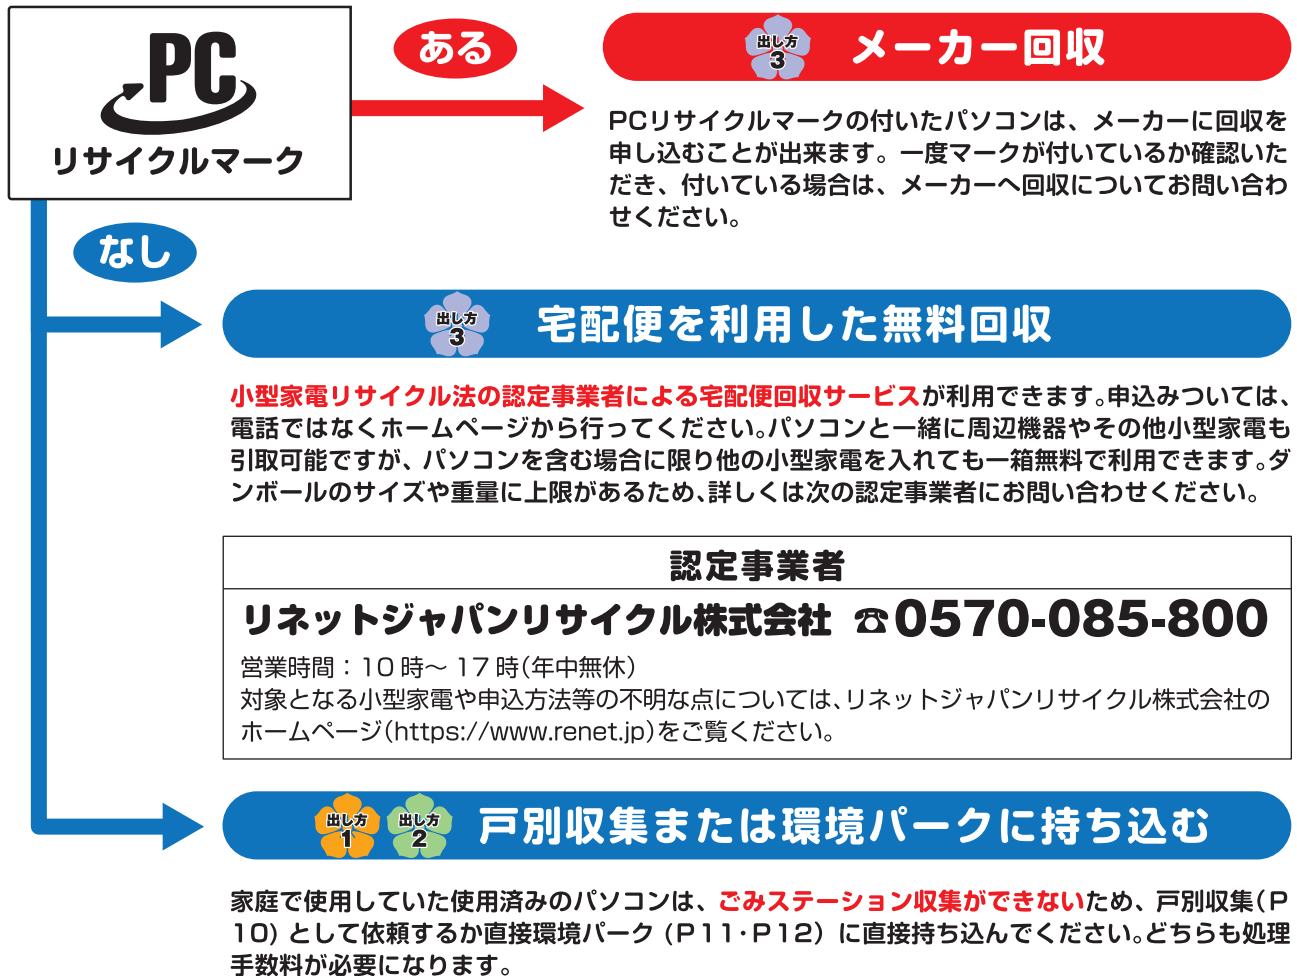 PC
リサイクルマーク
ある
出し方
3
メーカー回収
PCリサイクルマークの付いたパソコンは、メーカーに回収を
申し込むことが出来ます。一度マークが付いているか確認いた
だき、付いている場合は、メーカーへ回収についてお問い合わ
せください。
なし
出し方
3
宅配便を利用した無料回収
小型家電リサイクル法の認定事業者による宅配便回収サービスが利用できます。申込みついては、
電話ではなくホームページから行ってください。パソコンと一緒に周辺機器やその他小型家電も
引取可能ですが、パソコンを含む場合に限り他の小型家電を入れても一箱無料で利用できます。ダ
ンボールのサイズや重量に上限があるため、詳しくは次の認定事業者にお問い合わせください。
認定事業者
リネットジャパンリサイクル株式会社 ☎0570-085-800
営業時間：10時～17時(年中無休)
対象となる小型家電や申込方法等の不明な点については、リネットジャパンリサイクル株式会社の
ホームページ(https://www.renet.jp)をご覧ください。
出し方
1
出し方
2
戸別収集または環境パークに持ち込む
家庭で使用していた使用済みのパソコンは、ごみステーション収集ができないため、戸別収集(P
10) として依頼するか直接環境パーク (P11・P12) に直接持ち込んでください。どちらも処理
手数料が必要になります。